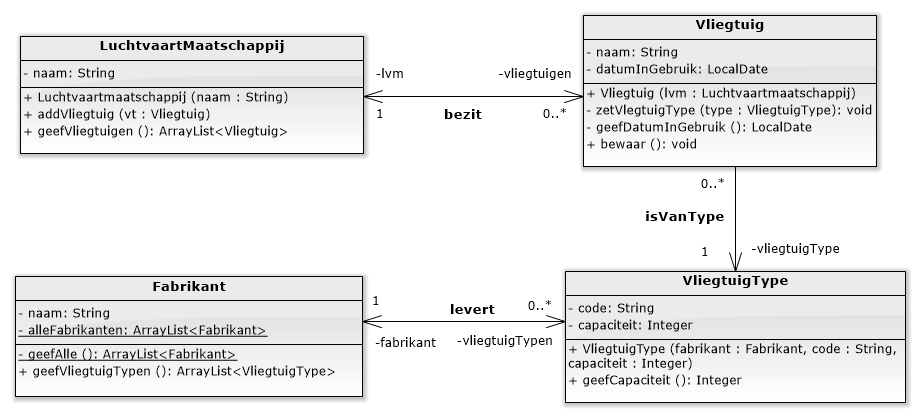 LuchtvaartMaatschappij
- naam: String
+ Luchtvaartmaatschappij (naam : String)
+ addVliegtuig (vt : Vliegtuig)
+ geefVliegtuigen (): ArrayList<Vliegtuig>
-lvm
-vliegtuigen
1
bezit
0..*
Vliegtuig
- naam: String
- datumInGebruik: LocalDate
+ Vliegtuig (lvm : Luchtvaartmaatschappij)
- zetVlegtuigType (type : VliegtuigType): void
- geefDatumInGebruik (): LocalDate
+ bewaar (): void
0..*
isVanType
1
-vliegtuigType
Fabrikant
- naam: String
- alleFabrikanten: ArrayList<Fabrikant>
- geefAlle (): ArrayList<Fabrikant>
+ geefVliegtuigTypen (): ArrayList<VliegtuigType>
1
levert
0..*
-fabrikant
-vliegtuigTypen
VliegtuigType
- code: String
- capaciteit: Integer
+ VliegtuigType (fabrikant : Fabrikant, code : String,
capaciteit : Integer)
+ geefCapaciteit (): Integer